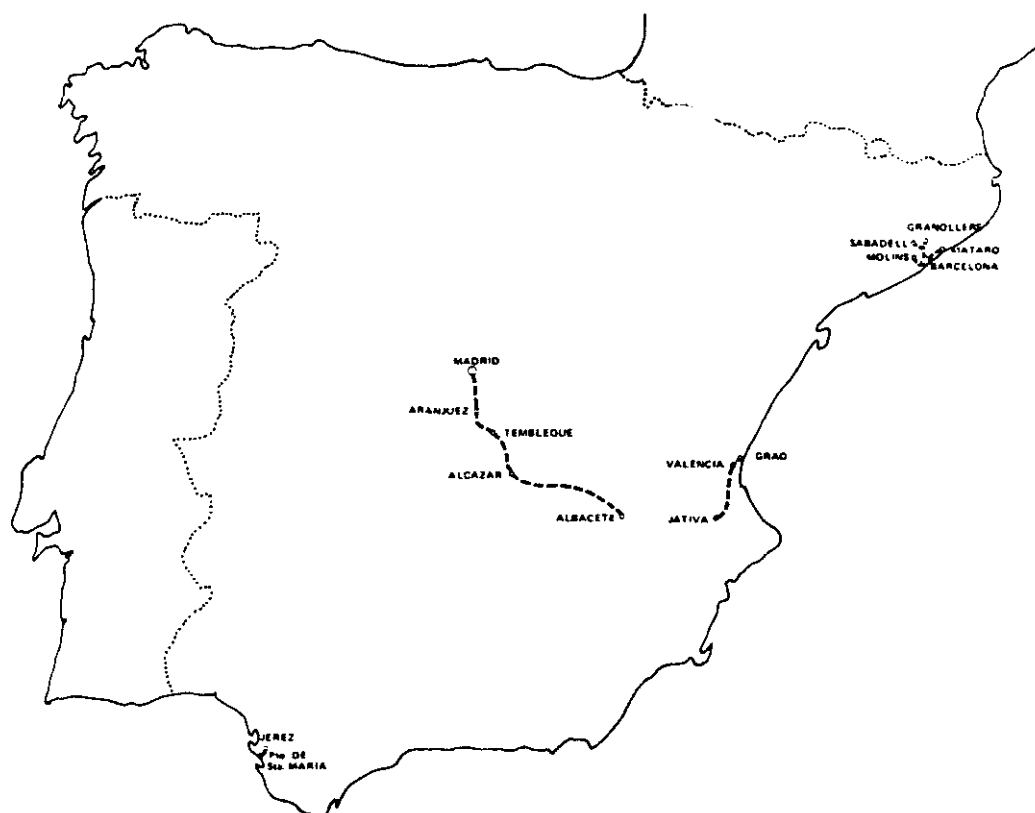 GRANOLLERS
SABADELL
MATARO
MOLINS
BARCELONA
MADRID
ARANJUEZ
TEMBLEQUE
VALENCIA
GRAO
ALCAZAR
ALBACETE
JATIVA
JEREZ
Pto. DE
Sta. MARIA